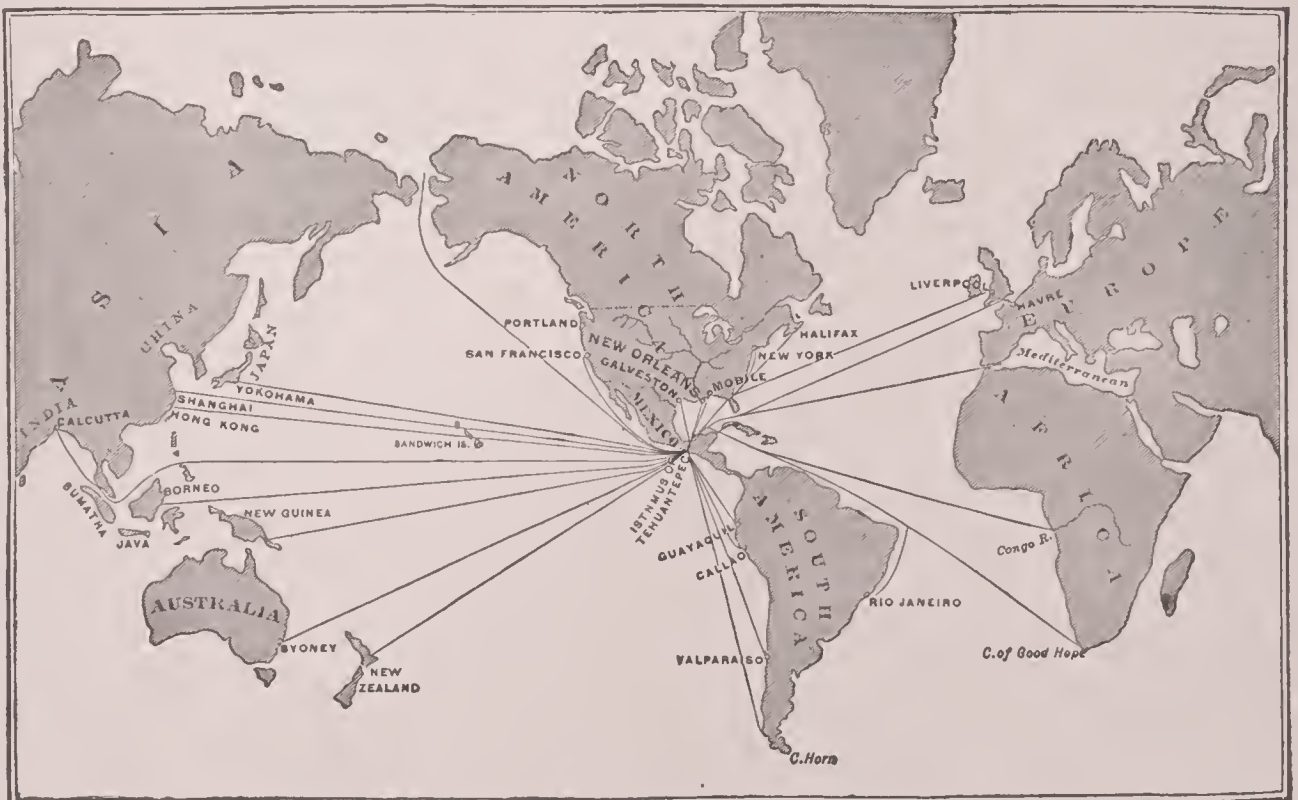 ASIA
CHINA
JAPAN
INDIA
CALCUTTA
YOKOHAMA
SHANGHAI
HONG KONG
SANDWICH IS.
BORNEO
SUMATRA
JAVA
NEW GUINEA
AUSTRALIA
SYDNEY
NEW
ZEALAND
NORTH
AMERICA
PORTLAND
SAN FRANCISCO
NEW ORLEANS
GALVESTON
MOBILE
NEW YORK
HALIFAX
MEXICO
ISTHMUS OF
TEHUANTEPEC
GUAYAQUIL
CALLAO
VALPARAISO
SOUTH
AMERICA
RIO JANEIRO
C. Horn
LIVERPOOL
HAVRE
EUROPE
Mediterranean
AFRICA
Congo R.
C. of Good Hope